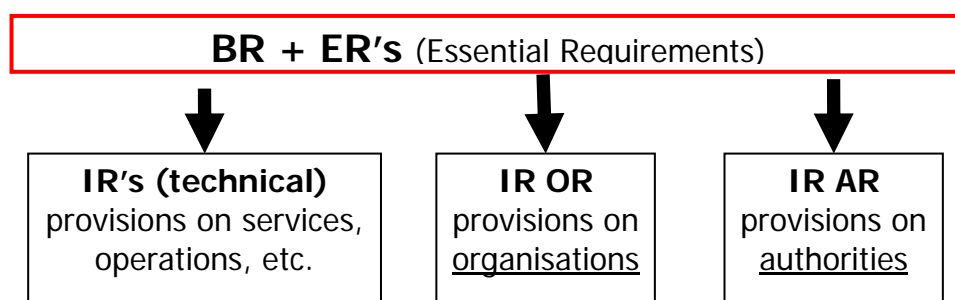 BR + ER's (Essential Requirements)
IR's (technical)
provisions on services,
operations, etc.
IR OR
provisions on
organisations
IR AR
provisions on
authorities